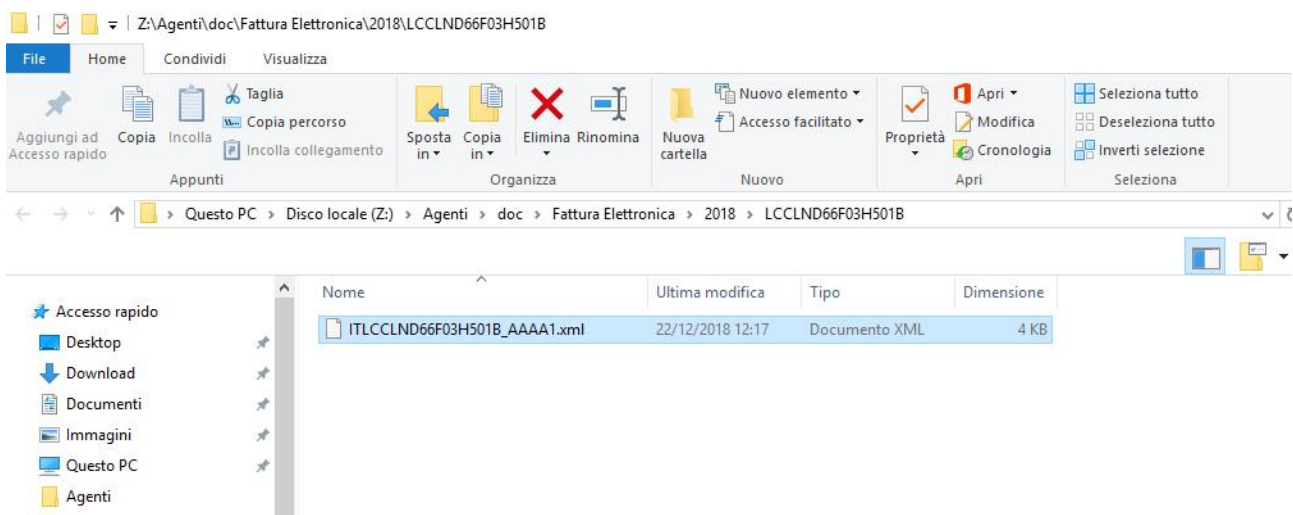 Z:\Agenti\doc\Fattura Elettronica\2018\LCCLND66F03H501B
File Home Condividi Visualizza
Aggiungi ad Accesso rapido
Copia
Incolla
Taglia
Copia percorso
Incolla collegamento
Appunti
Sposta in
Copia in
Elimina
Rinomina
Organizza
Nuova cartella
Nuovo elemento
Accesso facilitato
Nuovo
Proprietà
Apri
Modifica
Cronologia
Apri
Seleziona tutto
Deseleziona tutto
Inverti selezione
Seleziona
Questo PC > Disco locale (Z:) > Agenti > doc > Fattura Elettronica > 2018 > LCCLND66F03H501B
Nome Ultima modifica Tipo Dimensione
ITLCCLND66F03H501B_AAAA1.xml 22/12/2018 12:17 Documento XML 4 KB
Accesso rapido
Desktop
Download
Documenti
Immagini
Questo PC
Agenti